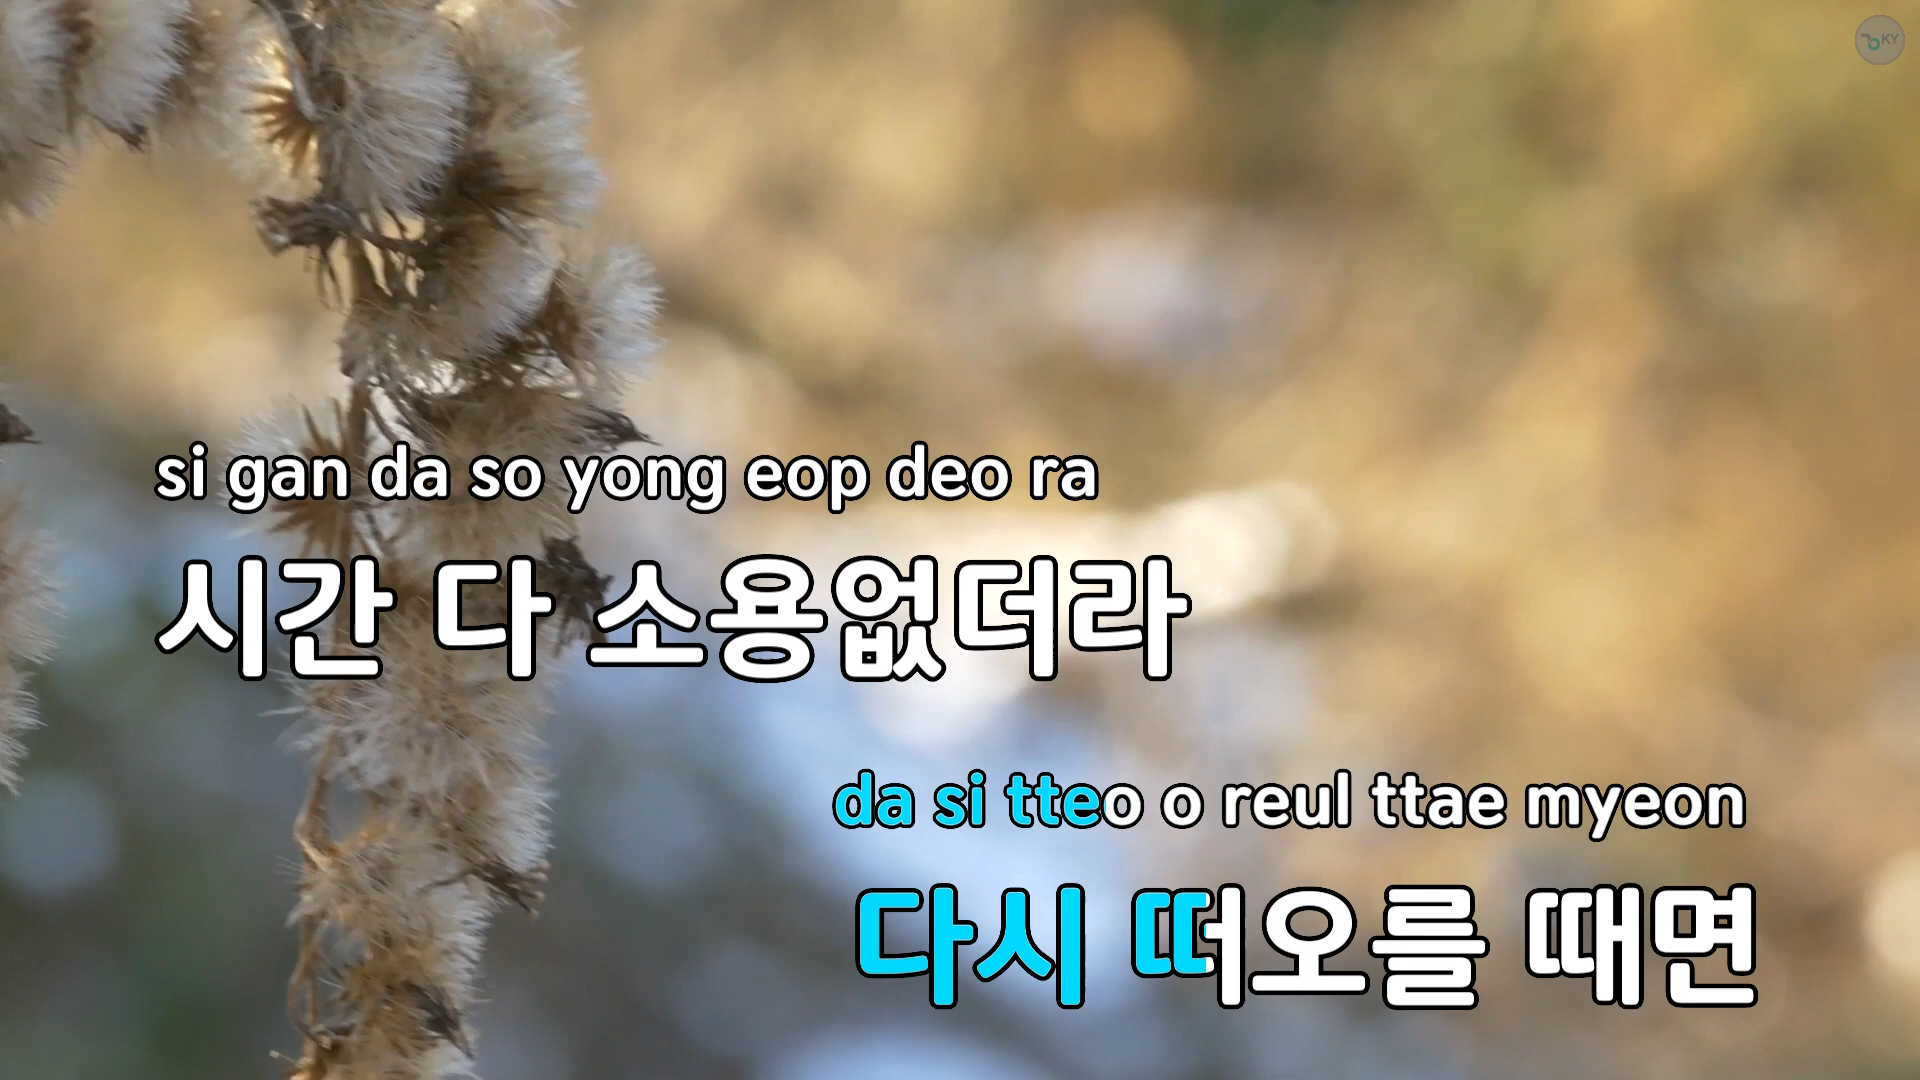 KY
si gan da so yong eop deo ra
시간 다 소용없더라
da si tteo o reul ttae myeon
다시 떠오를 때면